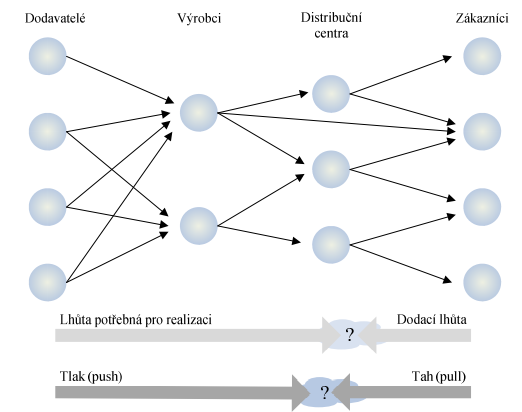 Dodavatelé
Výrobci
Distribuční
centra
Zákazníci
Lhůta potřebná pro realizaci
?
Dodací lhůta
Tlak (push)
?
Tah (pull)